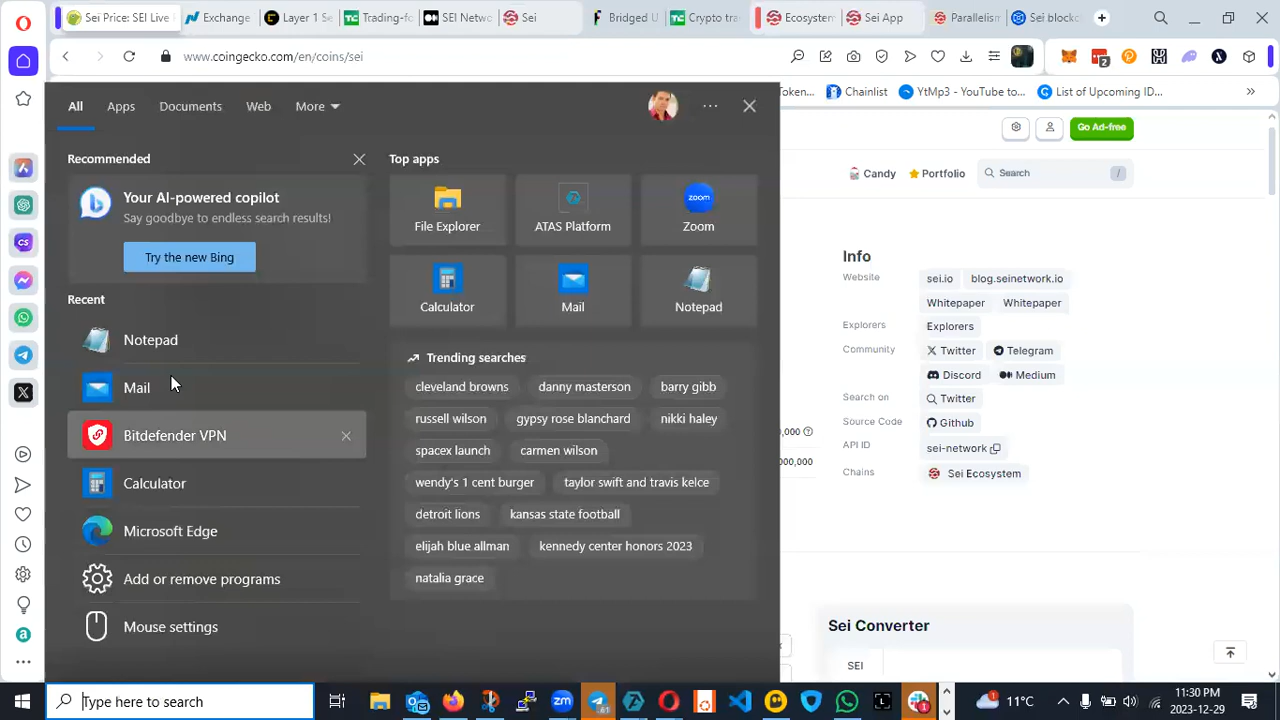 Sei Price: SEI Live
Exchange
Layer 1 Se
Trading-fo
SEI Netwo
Sei
Bridged U
Crypto tra
Ecosystem
Sei App
Parallelism
Sei block
www.coingecko.com/en/coins/sei
2
Chainlist
YtMp3 - YouTube to...
List of Upcoming ID...
All
Apps
Documents
Web
More
Go Ad-free
Recommended
Top apps
Candy
Portfolio
Search
/
Your AI-powered copilot
Say goodbye to endless search results!
Try the new Bing
File Explorer
ATAS Platform
Zoom
zoom
Calculator
Mail
Notepad
Recent
Notepad
Mail
Bitdefender VPN
Calculator
Microsoft Edge
Add or remove programs
Mouse settings
Trending searches
cleveland browns
danny masterson
barry gibb
russell wilson
gypsy rose blanchard
nikki haley
spacex launch
carmen wilson
wendy's 1 cent burger
taylor swift and travis kelce
detroit lions
kansas state football
elijah blue allman
kennedy center honors 2023
natalia grace
Info
Website
sei.io
blog.seinetwork.io
Whitepaper
Whitepaper
Explorers
Explorers
Community
Twitter
Telegram
Discord
Medium
Search on
Twitter
Source Code
Github
API ID
sei-network
Chains
Sei Ecosystem
,000
000,000
Sei Converter
SEI
Type here to search
61
1
11°C
11:30 PM
2023-12-29